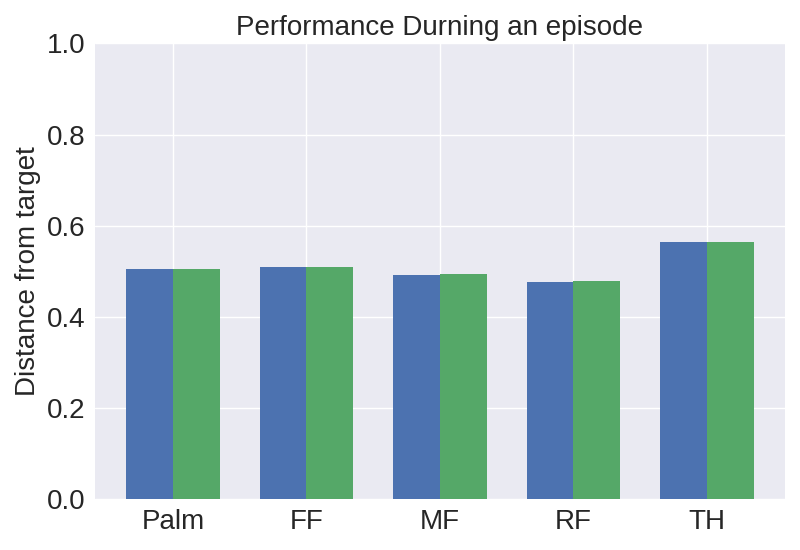 Performance Durning an episode
1.0
0.8
0.6
0.4
0.2
0.0
Distance from target
Palm FF MF RF TH